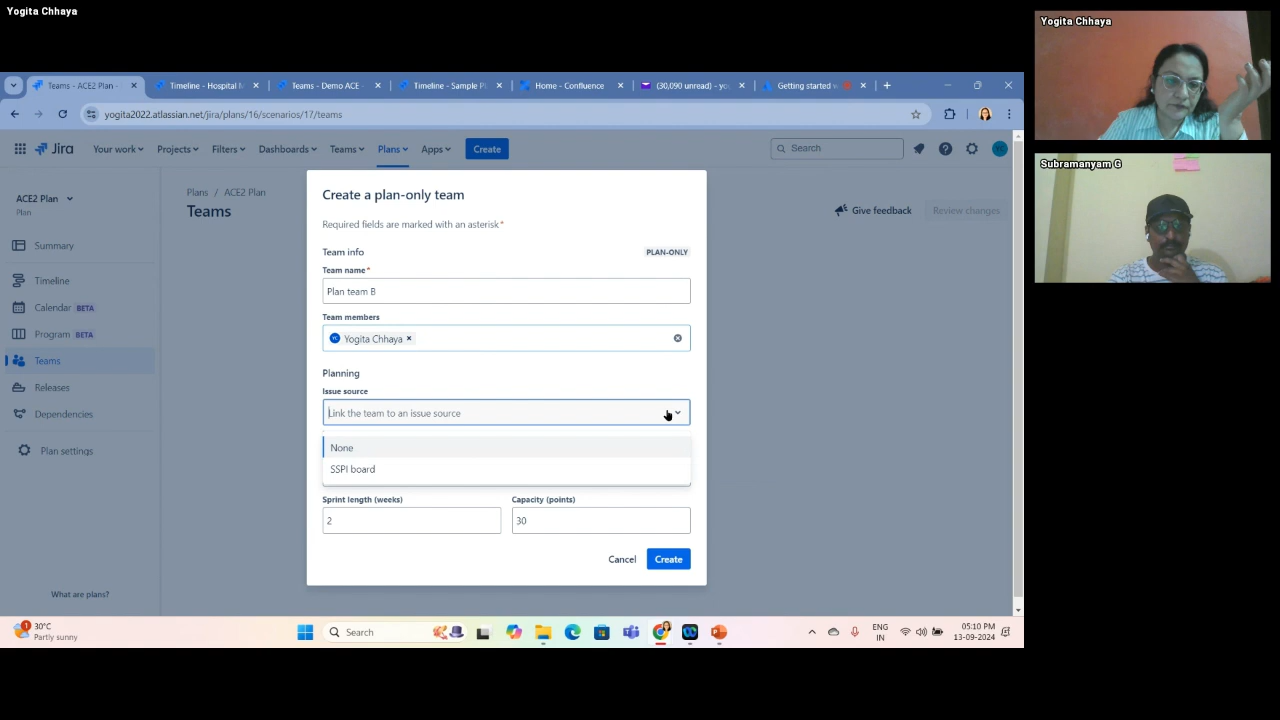 Yogita Chhaya
Yogita Chhaya
Subramanyam G
Teams - ACE2 Plan -
Timeline - Hospital M
Teams - Demo ACE -
Timeline - Sample Pl
Home - Confluence
(30,090 unread) - yo
Getting started w
yogita2022.atlassian.net/jira/plans/16/scenarios/17/teams
Jira
Your work
Projects
Filters
Dashboards
Teams
Plans
Apps
Create
Search
YC
ACE2 Plan
Plan
Summary
Timeline
Calendar BETA
Program BETA
Teams
Releases
Dependencies
Plan settings
What are plans?
Plans / ACE2 Plan
Teams
Give feedback
Review changes
Create a plan-only team
Required fields are marked with an asterisk *
Team info
PLAN-ONLY
Team name *
Plan team B
Team members
YC Yogita Chhaya
Planning
Issue source
Link the team to an issue source
None
SSPI board
Sprint length (weeks)
Capacity (points)
2
30
Cancel
Create
1
30°C
Partly sunny
Search
ENG
IN
05:10 PM
13-09-2024